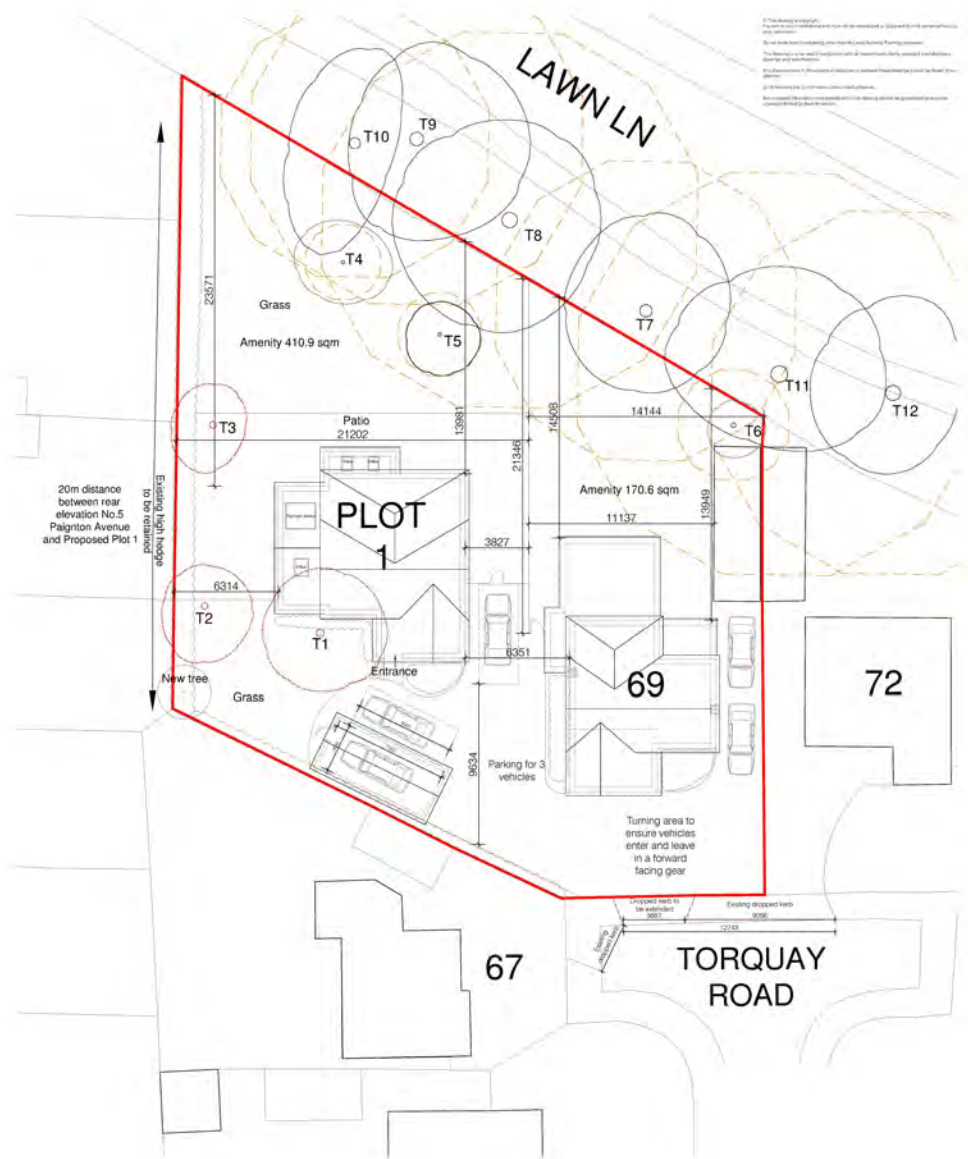 LAWN LN
T10
T9
T8
T4
23571
Grass
T5
T7
Amenity 410.9 sqm
T11
T12
13981
14508
14144
T6
T3
Patio
21202
21346
Amenity 170.6 sqm
13949
11137
20m distance
between rear
elevation No.5
Paignton Avenue
and Proposed Plot 1
Existing high hedge
to be retained
PLOT
1
3827
6314
T2
T1
6351
Entrance
69
72
New tree
Grass
9634
Parking for 3
vehicles
Turning area to
ensure vehicles
enter and leave
in a forward
facing gear
Dropped kerb to
be extended
Existing dropped kerb
12743
Existing
dropped kerb
67
TORQUAY
ROAD